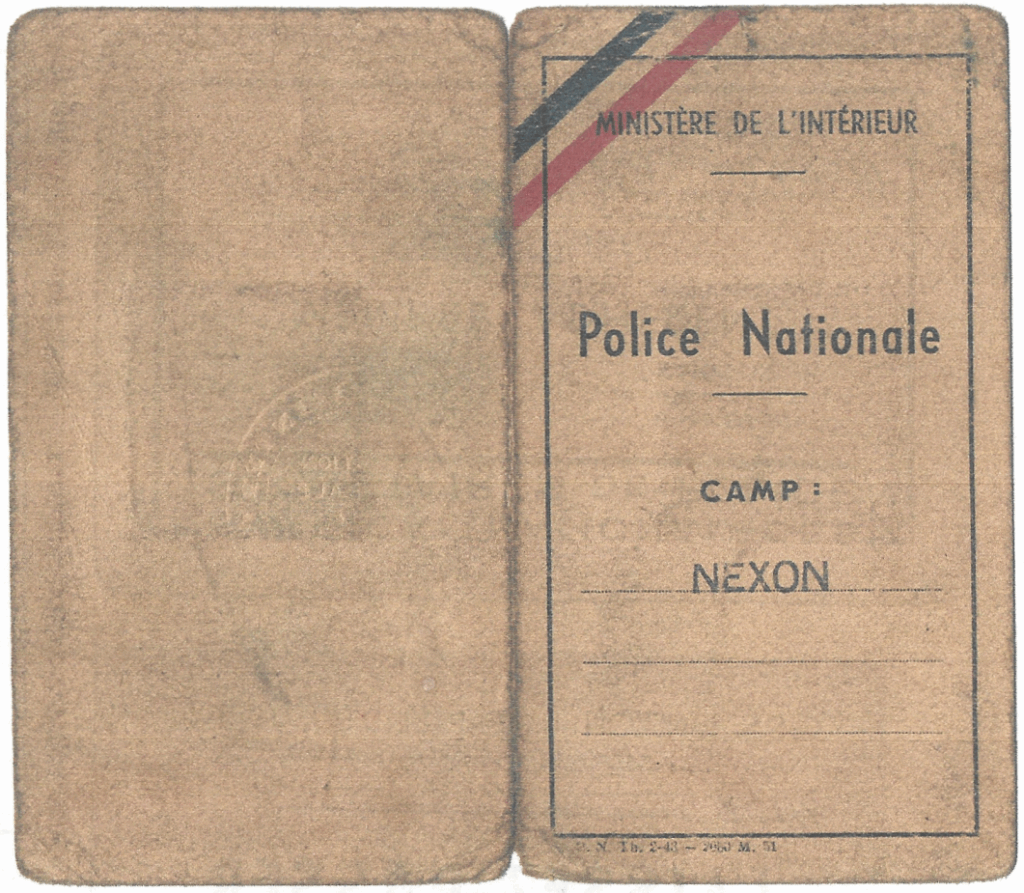 MINISTÈRE DE L'INTÉRIEUR
Police Nationale
CAMP :
NEXON